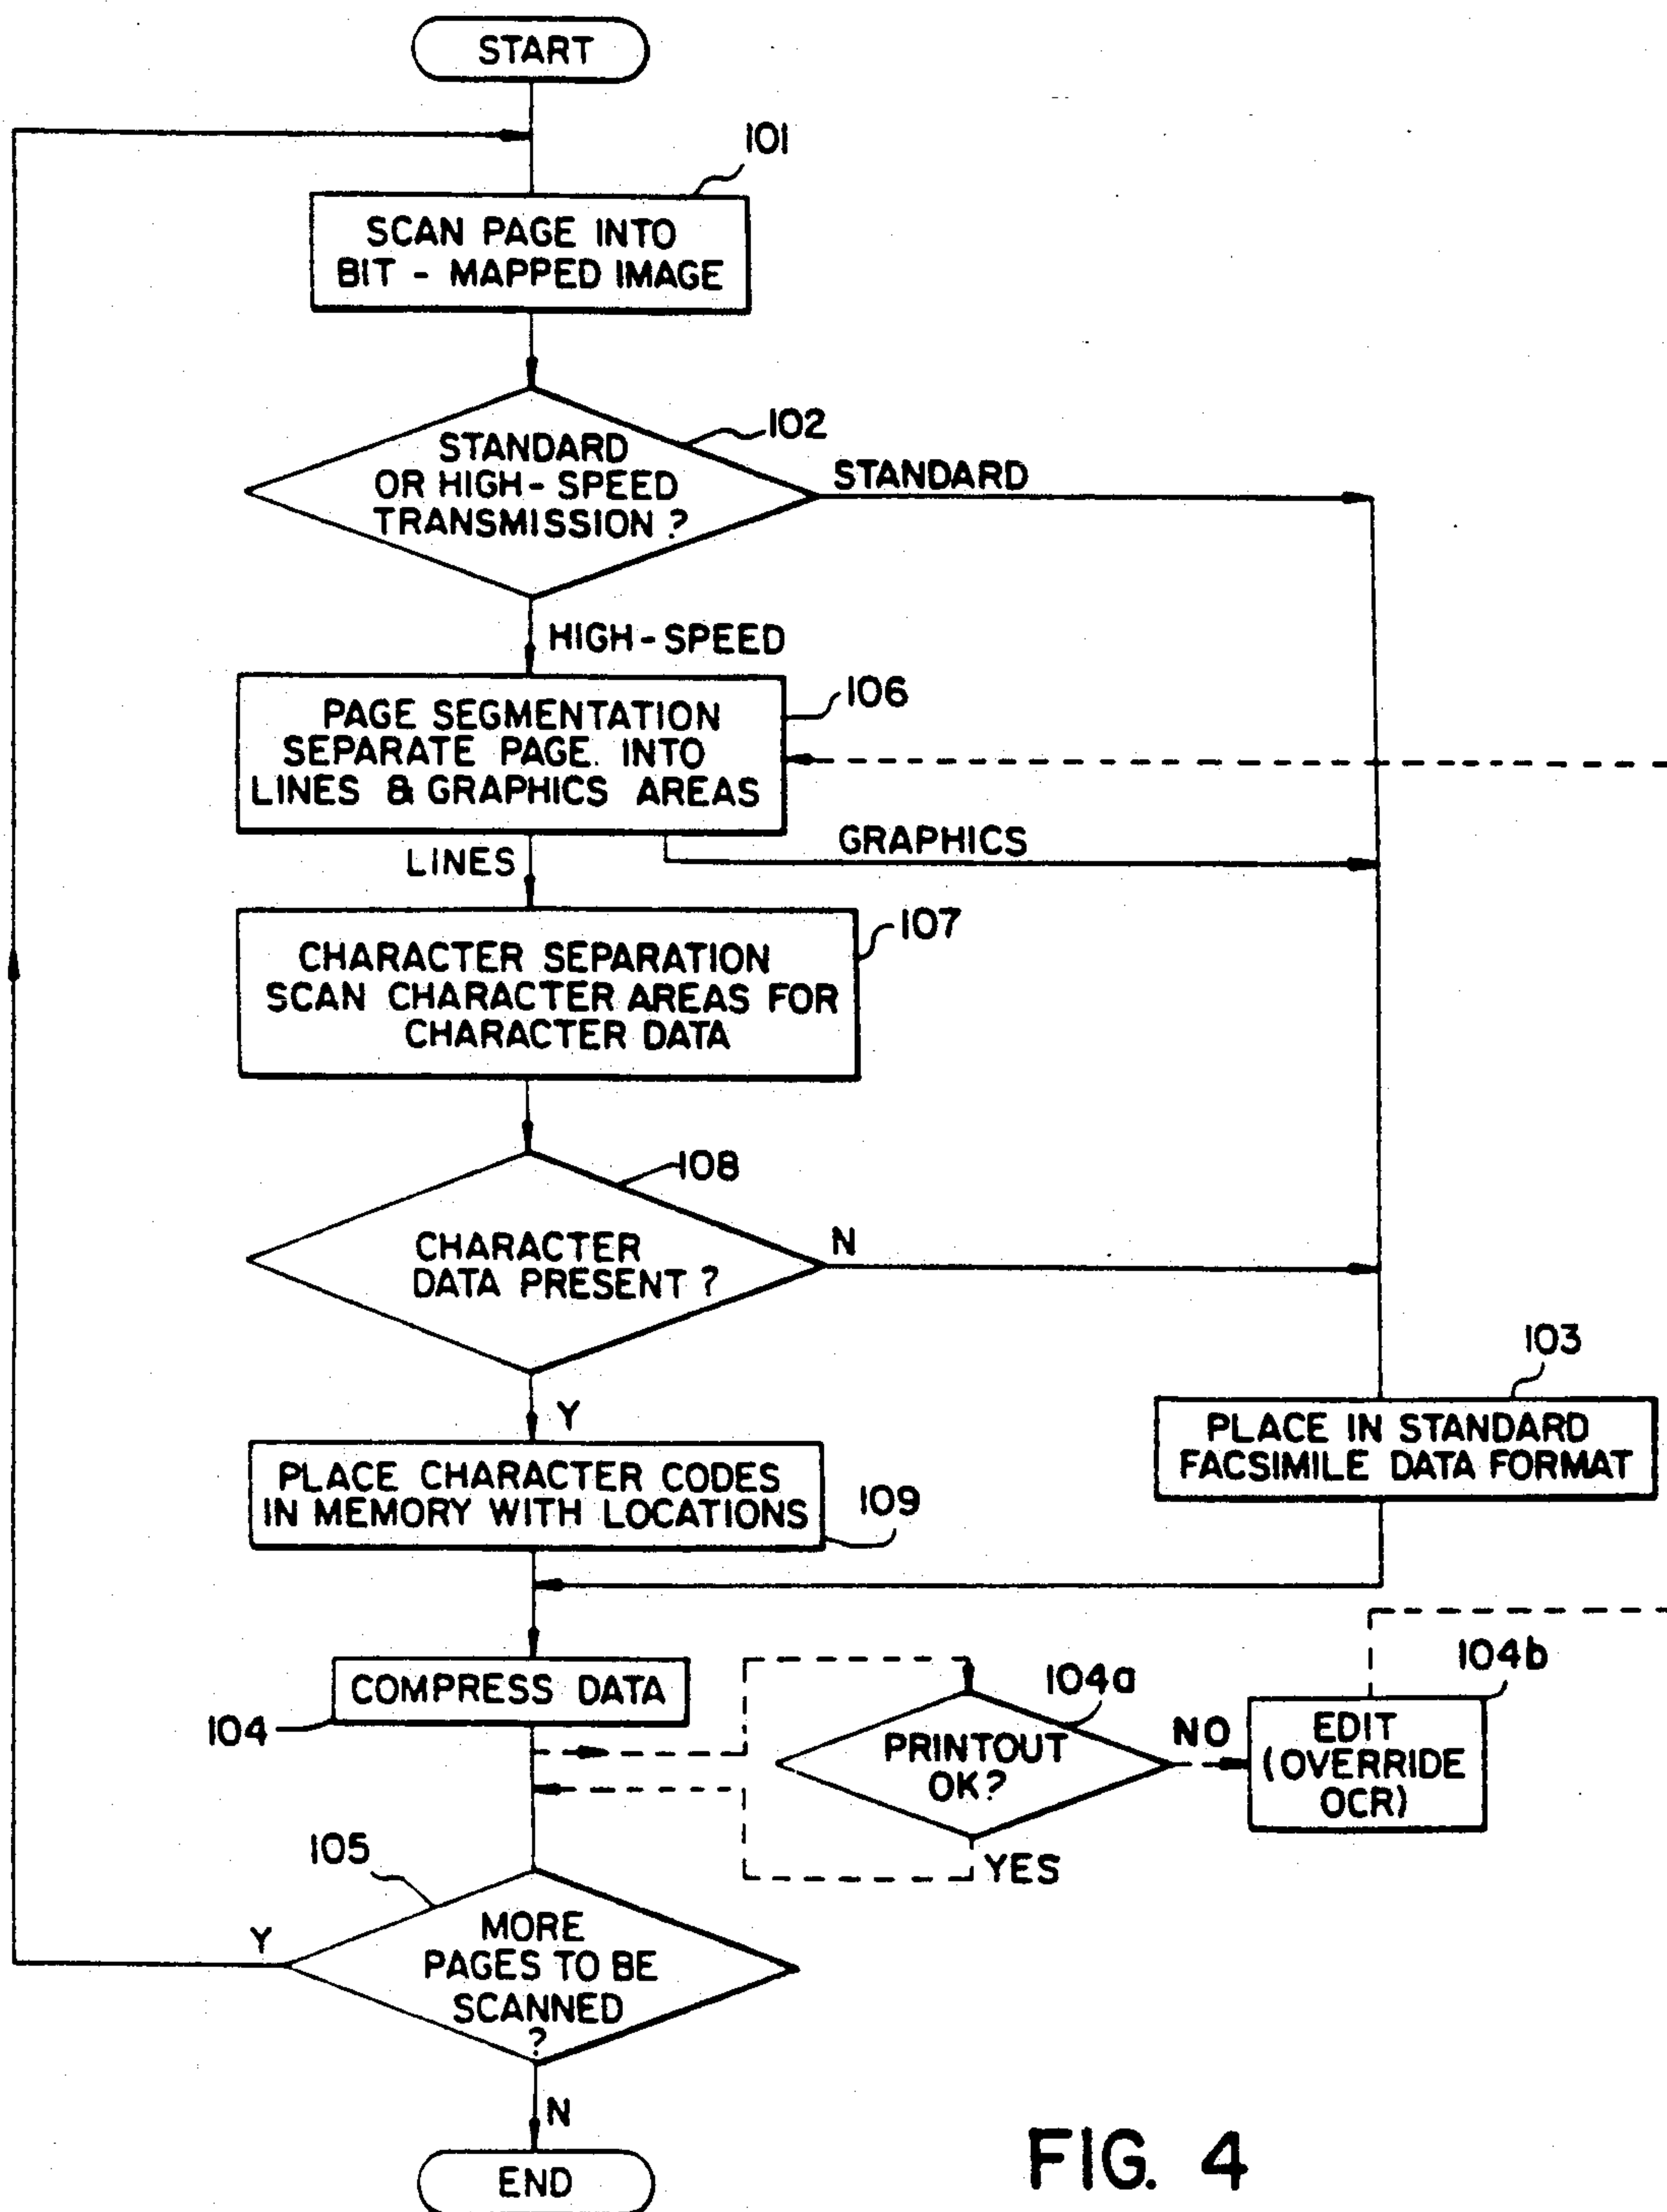 START
101
SCAN PAGE INTO
BIT - MAPPED IMAGE
102
STANDARD
OR HIGH-SPEED
TRANSMISSION ?
STANDARD
HIGH-SPEED
106
PAGE SEGMENTATION
SEPARATE PAGE. INTO
LINES & GRAPHICS AREAS
GRAPHICS
LINES
107
CHARACTER SEPARATION
SCAN CHARACTER AREAS FOR
CHARACTER DATA
108
CHARACTER
DATA PRESENT ?
N
103
PLACE IN STANDARD
FACSIMILE DATA FORMAT
Y
PLACE CHARACTER CODES
IN MEMORY WITH LOCATIONS
109
COMPRESS DATA
104
104a
PRINTOUT
OK?
NO
104b
EDIT
(OVERRIDE
OCR)
YES
105
MORE
PAGES TO BE
SCANNED
?
Y
N
END
FIG. 4